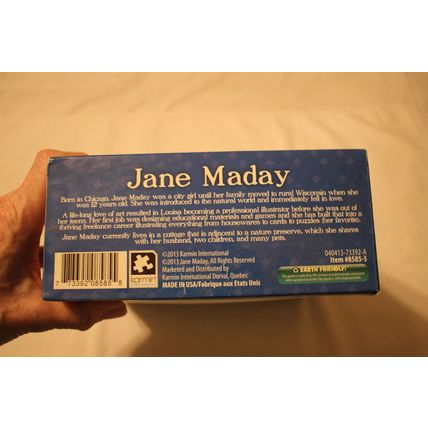 Jane Maday
Born in Chicago, Jane Maday was a city girl until her family moved to rural Wisconsin when she
was 12 years old. She was introduced to the natural world and immediately fell in love.
A life-long love of art resulted in Louisa becoming a professional illustrator before she was out of
her teens. Her first job was designing educational materials and games and she has built that into a
thriving freelance career illustrating everything from housewares to cards to puzzles (her favorite).
Jane Maday currently lives in a cottage that is adjacent to a nature preserve, which she shares
with her husband, two children, and many pets.
7 73392 08585 5
karmin
©2013 Karmin International
©2013 Jane Maday, All Rights Reserved
Marketed and Distributed by
Karmin International Dorval, Quebec
MADE IN USA/Fabrique aux Etats Unis
040413-73392-A
Item #8585-5
EARTH FRIENDLY!